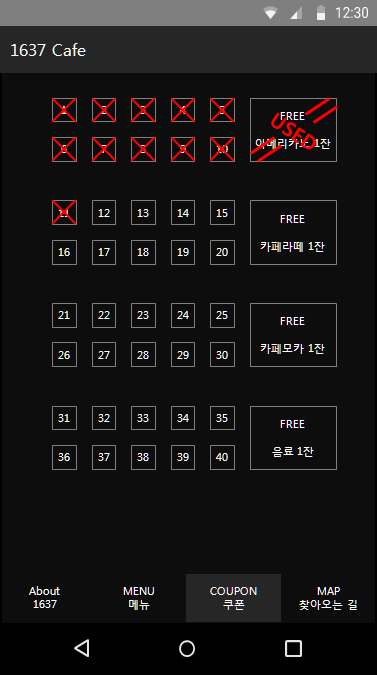 12:30
1637 Cafe
1 2 3 4 5
FREE
6 7 8 9 10
아메리카노 1잔
USED
11 12 13 14 15
FREE
16 17 18 19 20
카페라떼 1잔
21 22 23 24 25
FREE
26 27 28 29 30
카페모카 1잔
31 32 33 34 35
FREE
36 37 38 39 40
음료 1잔
About
1637
MENU
메뉴
COUPON
쿠폰
MAP
찾아오는 길